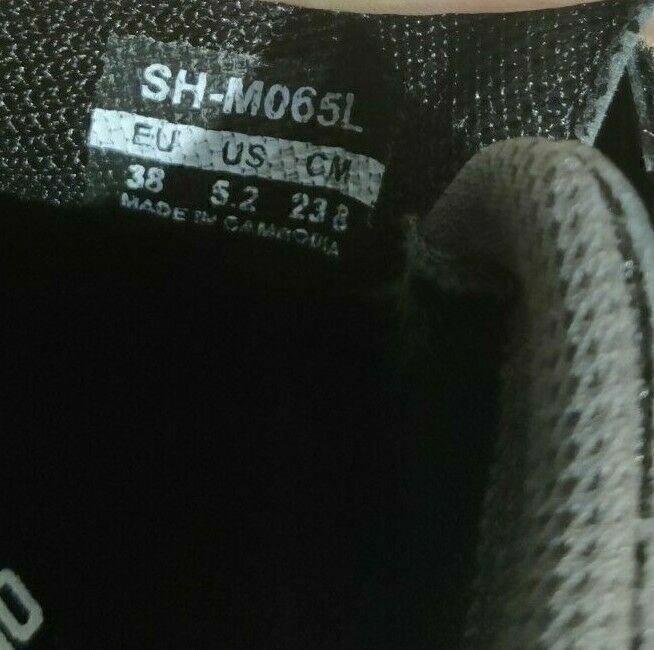 SH-M065L
EU US CM
38 5.2 23.8
MADE IN CAMBODIA